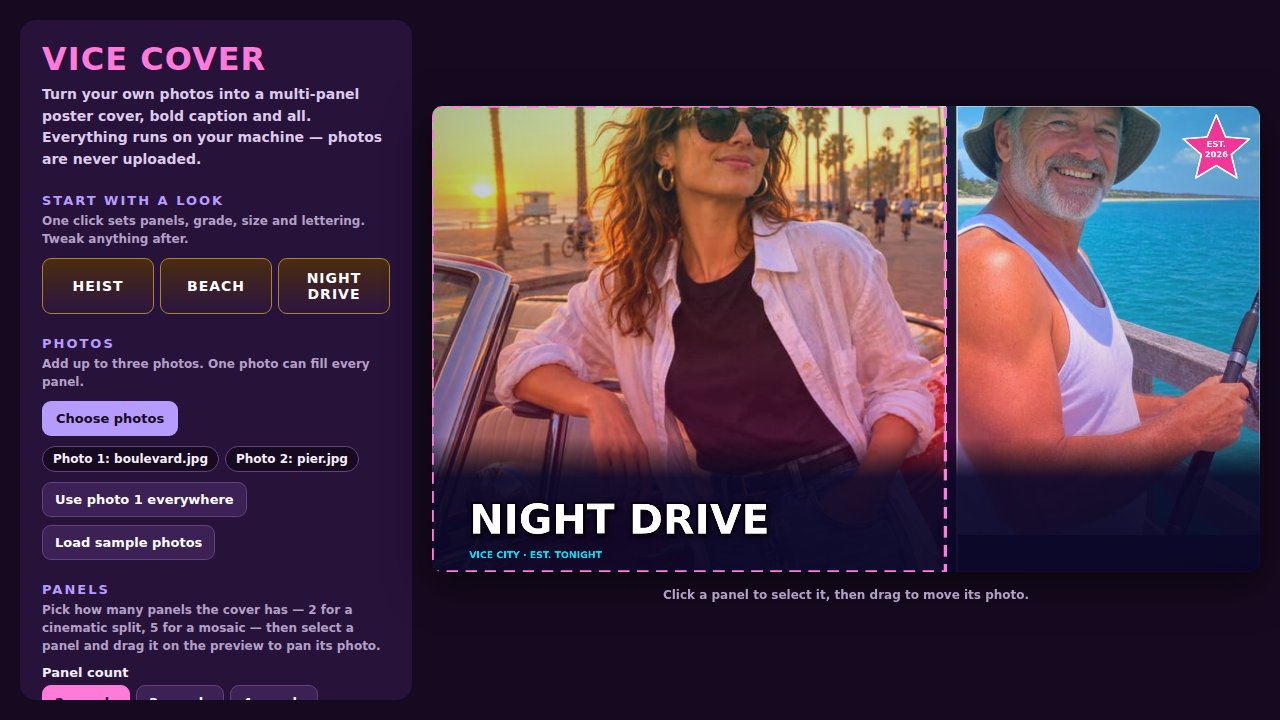 VICE COVER
Turn your own photos into a multi-panel
poster cover, bold caption and all.
Everything runs on your machine — photos
are never uploaded.
START WITH A LOOK
One click sets panels, grade, size and lettering.
Tweak anything after.
HEIST
BEACH
NIGHT
DRIVE
PHOTOS
Add up to three photos. One photo can fill every
panel.
Choose photos
Photo 1: boulevard.jpg
Photo 2: pier.jpg
Use photo 1 everywhere
Load sample photos
PANELS
Pick how many panels the cover has — 2 for a
cinematic split, 5 for a mosaic — then select a
panel and drag it on the preview to pan its photo.
Panel count
EST.
2026
NIGHT DRIVE
VICE CITY · EST. TONIGHT
Click a panel to select it, then drag to move its photo.